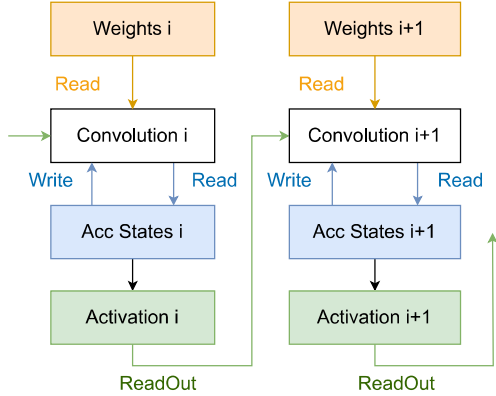 Weights i
Weights i+1
Read
Read
Convolution i
Convolution i+1
Write
Read
Write
Read
Acc States i
Acc States i+1
Activation i
Activation i+1
ReadOut
ReadOut